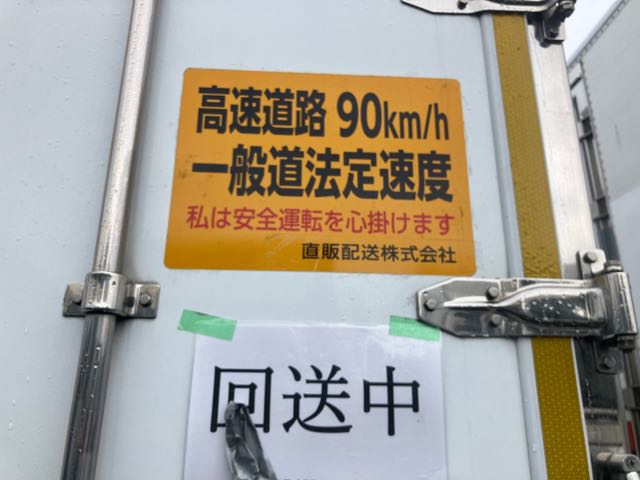 高速道路 90km/h
一般道法定速度
私は安全運転を心掛けます
直販配送株式会社
回送中